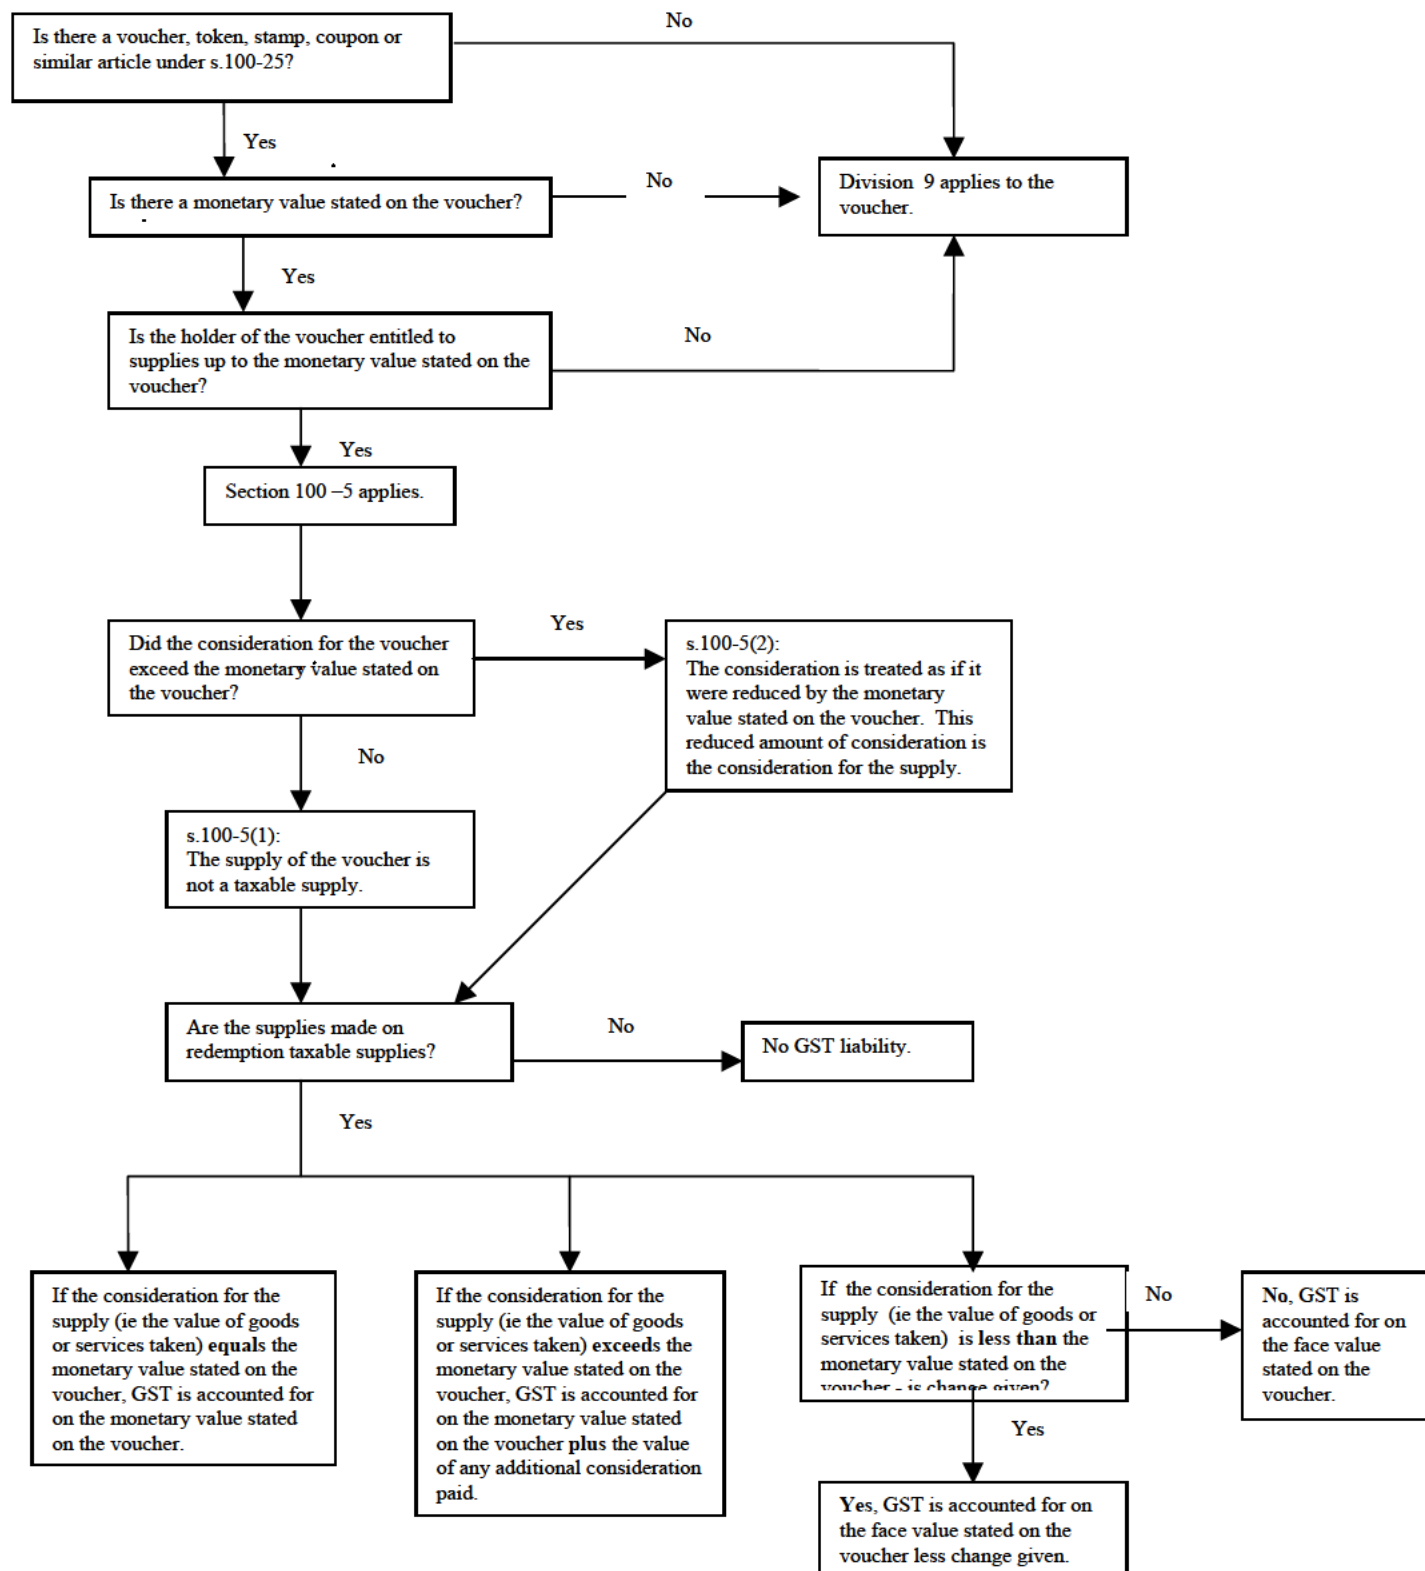 No
Is there a voucher, token, stamp, coupon or
similar article under s.100-25?
Yes
Is there a monetary value stated on the voucher?
No
Division 9 applies to the
voucher.
Yes
Is the holder of the voucher entitled to
supplies up to the monetary value stated on the
voucher?
No
Yes
Section 100 –5 applies.
Did the consideration for the voucher
exceed the monetary value stated on
the voucher?
Yes
s.100-5(2):
The consideration is treated as if it
were reduced by the monetary
value stated on the voucher. This
reduced amount of consideration is
the consideration for the supply.
No
s.100-5(1):
The supply of the voucher is
not a taxable supply.
Are the supplies made on
redemption taxable supplies?
No
No GST liability.
Yes
If the consideration for the
supply (ie the value of goods
or services taken) equals the
monetary value stated on the
voucher, GST is accounted for
on the monetary value stated
on the voucher.
If the consideration for the
supply (ie the value of goods
or services taken) exceeds the
monetary value stated on the
voucher, GST is accounted for
on the monetary value stated
on the voucher plus the value
of any additional consideration
paid.
If the consideration for the
supply (ie the value of goods or
services taken) is less than the
monetary value stated on the
voucher - is change given?
No
No, GST is
accounted for on
the face value
stated on the
voucher.
Yes
Yes, GST is accounted for on
the face value stated on the
voucher less change given.